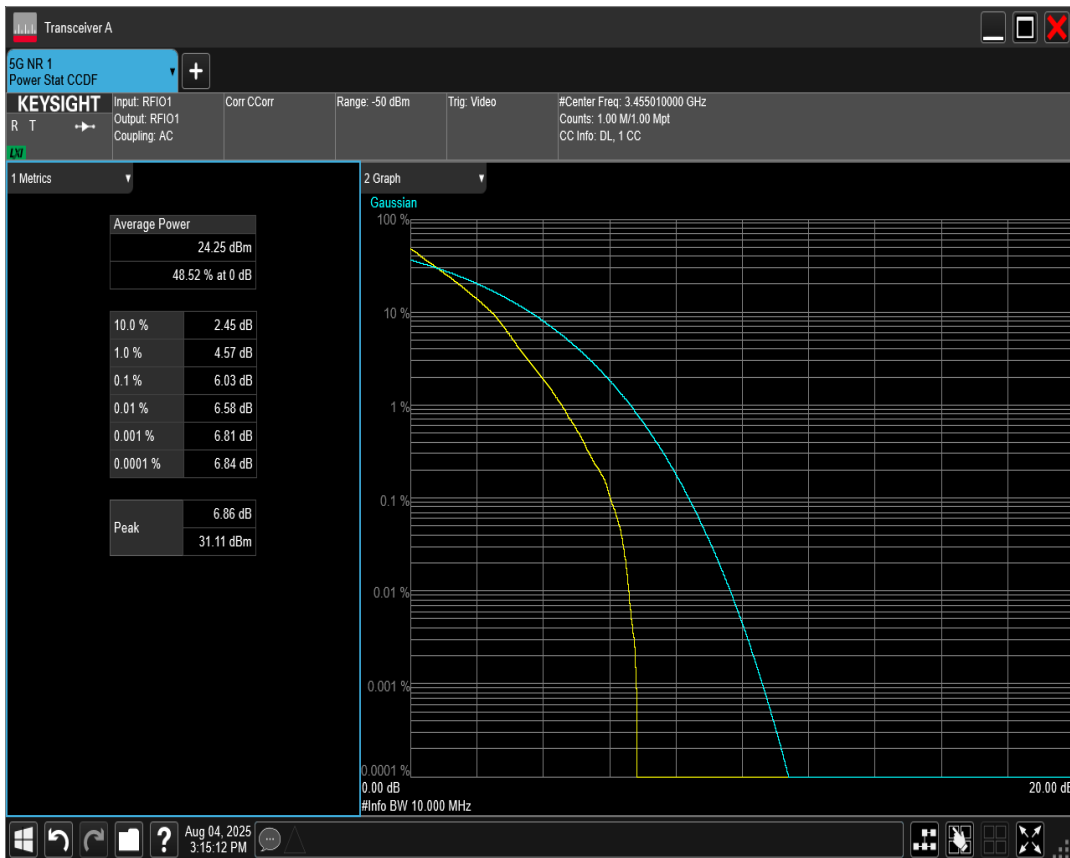 Transceiver A
5G NR 1
Power Stat CCDF
+
KEYSIGHT
R T
LXI
Input: RFIO1
Output: RFIO1
Coupling: AC
Corr CCorr
Range: -50 dBm
Trig: Video
#Center Freq: 3.455010000 GHz
Counts: 1.00 M/1.00 Mpt
CC Info: DL, 1 CC
1 Metrics
Average Power
24.25 dBm
48.52 % at 0 dB
10.0 % 2.45 dB
1.0 % 4.57 dB
0.1 % 6.03 dB
0.01 % 6.58 dB
0.001 % 6.81 dB
0.0001 % 6.84 dB
Peak
6.86 dB
31.11 dBm
2 Graph
Gaussian
100 %
10 %
1 %
0.1 %
0.01 %
0.001 %
0.0001 %
0.00 dB 20.00 dB
#Info BW 10.000 MHz
?
Aug 04, 2025
3:15:12 PM